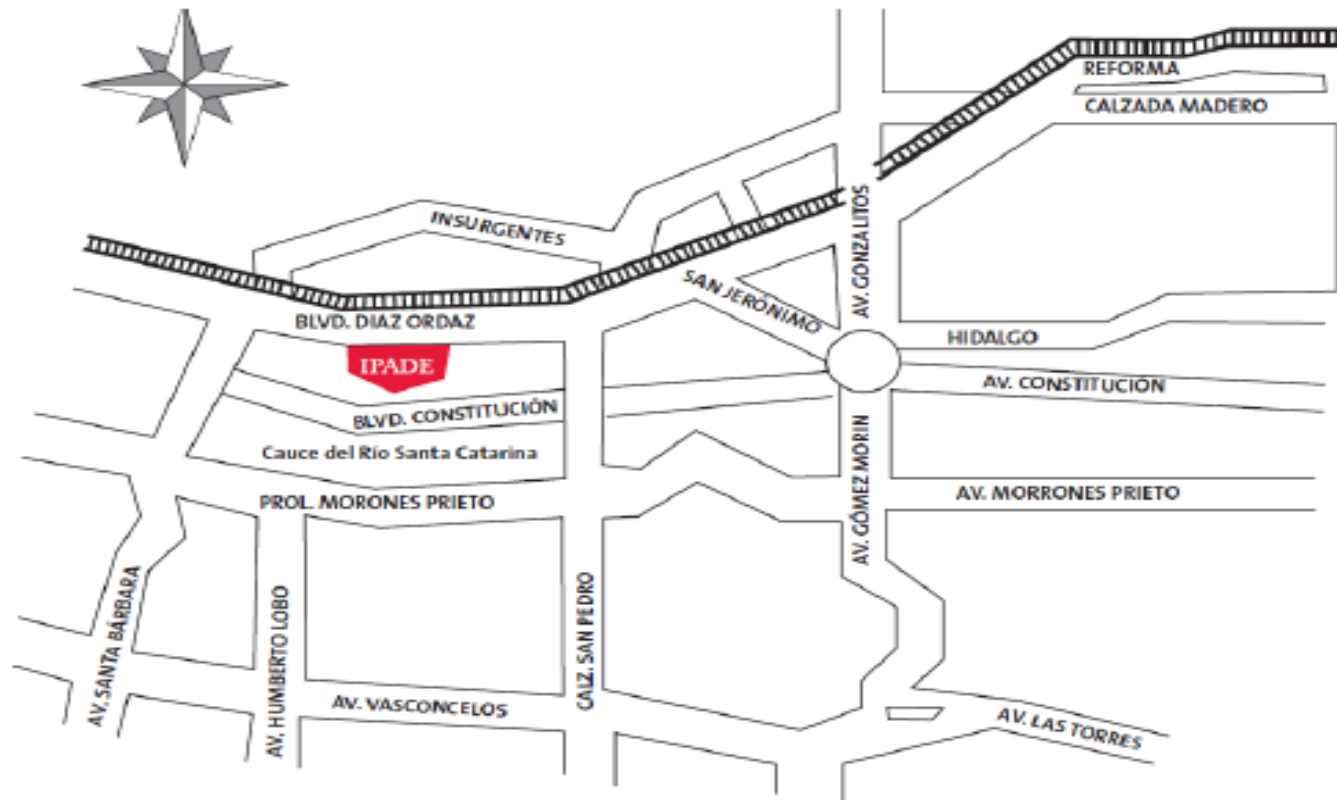 REFORMA
CALZADA MADERO
INSURGENTES
AV. GONZALITOS
SAN JERÓNIMO
BLVD. DIAZ ORDAZ
HIDALGO
IPADE
AV. CONSTITUCIÓN
BLVD. CONSTITUCIÓN
Cauce del Río Santa Catarina
PROL. MORONES PRIETO
AV. GÓMEZ MORIN
AV. MORRONES PRIETO
AV. SANTA BÁRBARA
AV, HUMBERTO LOBO
CALZ. SAN PEDRO
AV. VASCONCELOS
AV. LAS TORRES